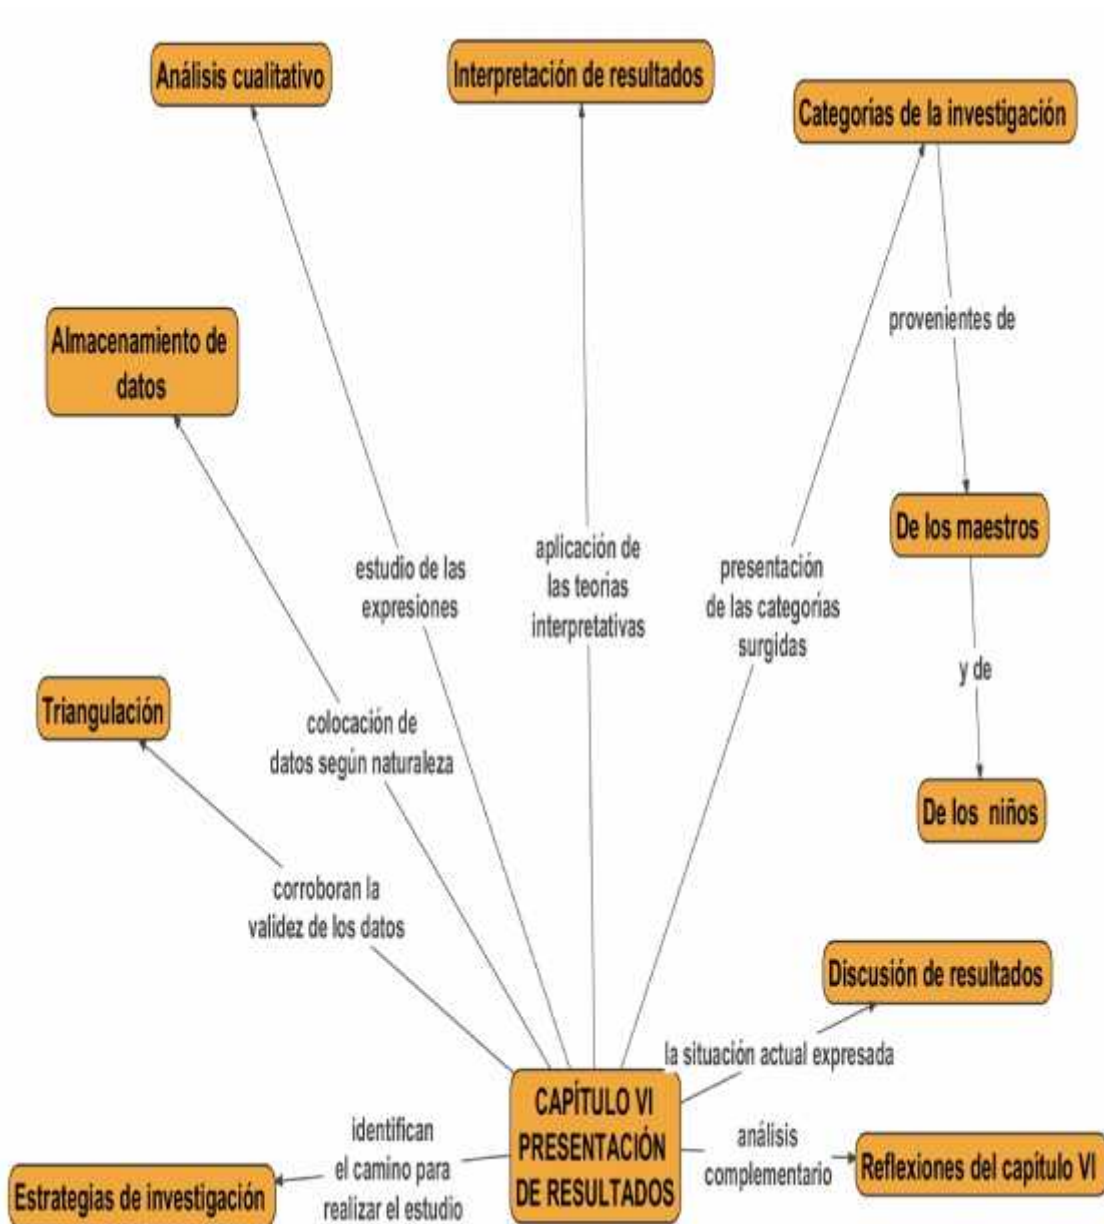 Análisis cualitativo
Interpretación de resultados
Categorías de la investigación
provenientes de
Almacenamiento de
datos
De los maestros
estudio de las
expresiones
aplicación de
las teorías
interpretativas
presentación
de las categorías
surgidas
y de
Triangulación
colocación de
datos según naturaleza
De los niños
corroboran la
validez de los datos
Discusión de resultados
la situación actual expresada
CAPÍTULO VI
PRESENTACIÓN
DE RESULTADOS
identifican
el camino para
realizar el estudio
análisis
complementario
Reflexiones del capítulo VI
Estrategias de investigación